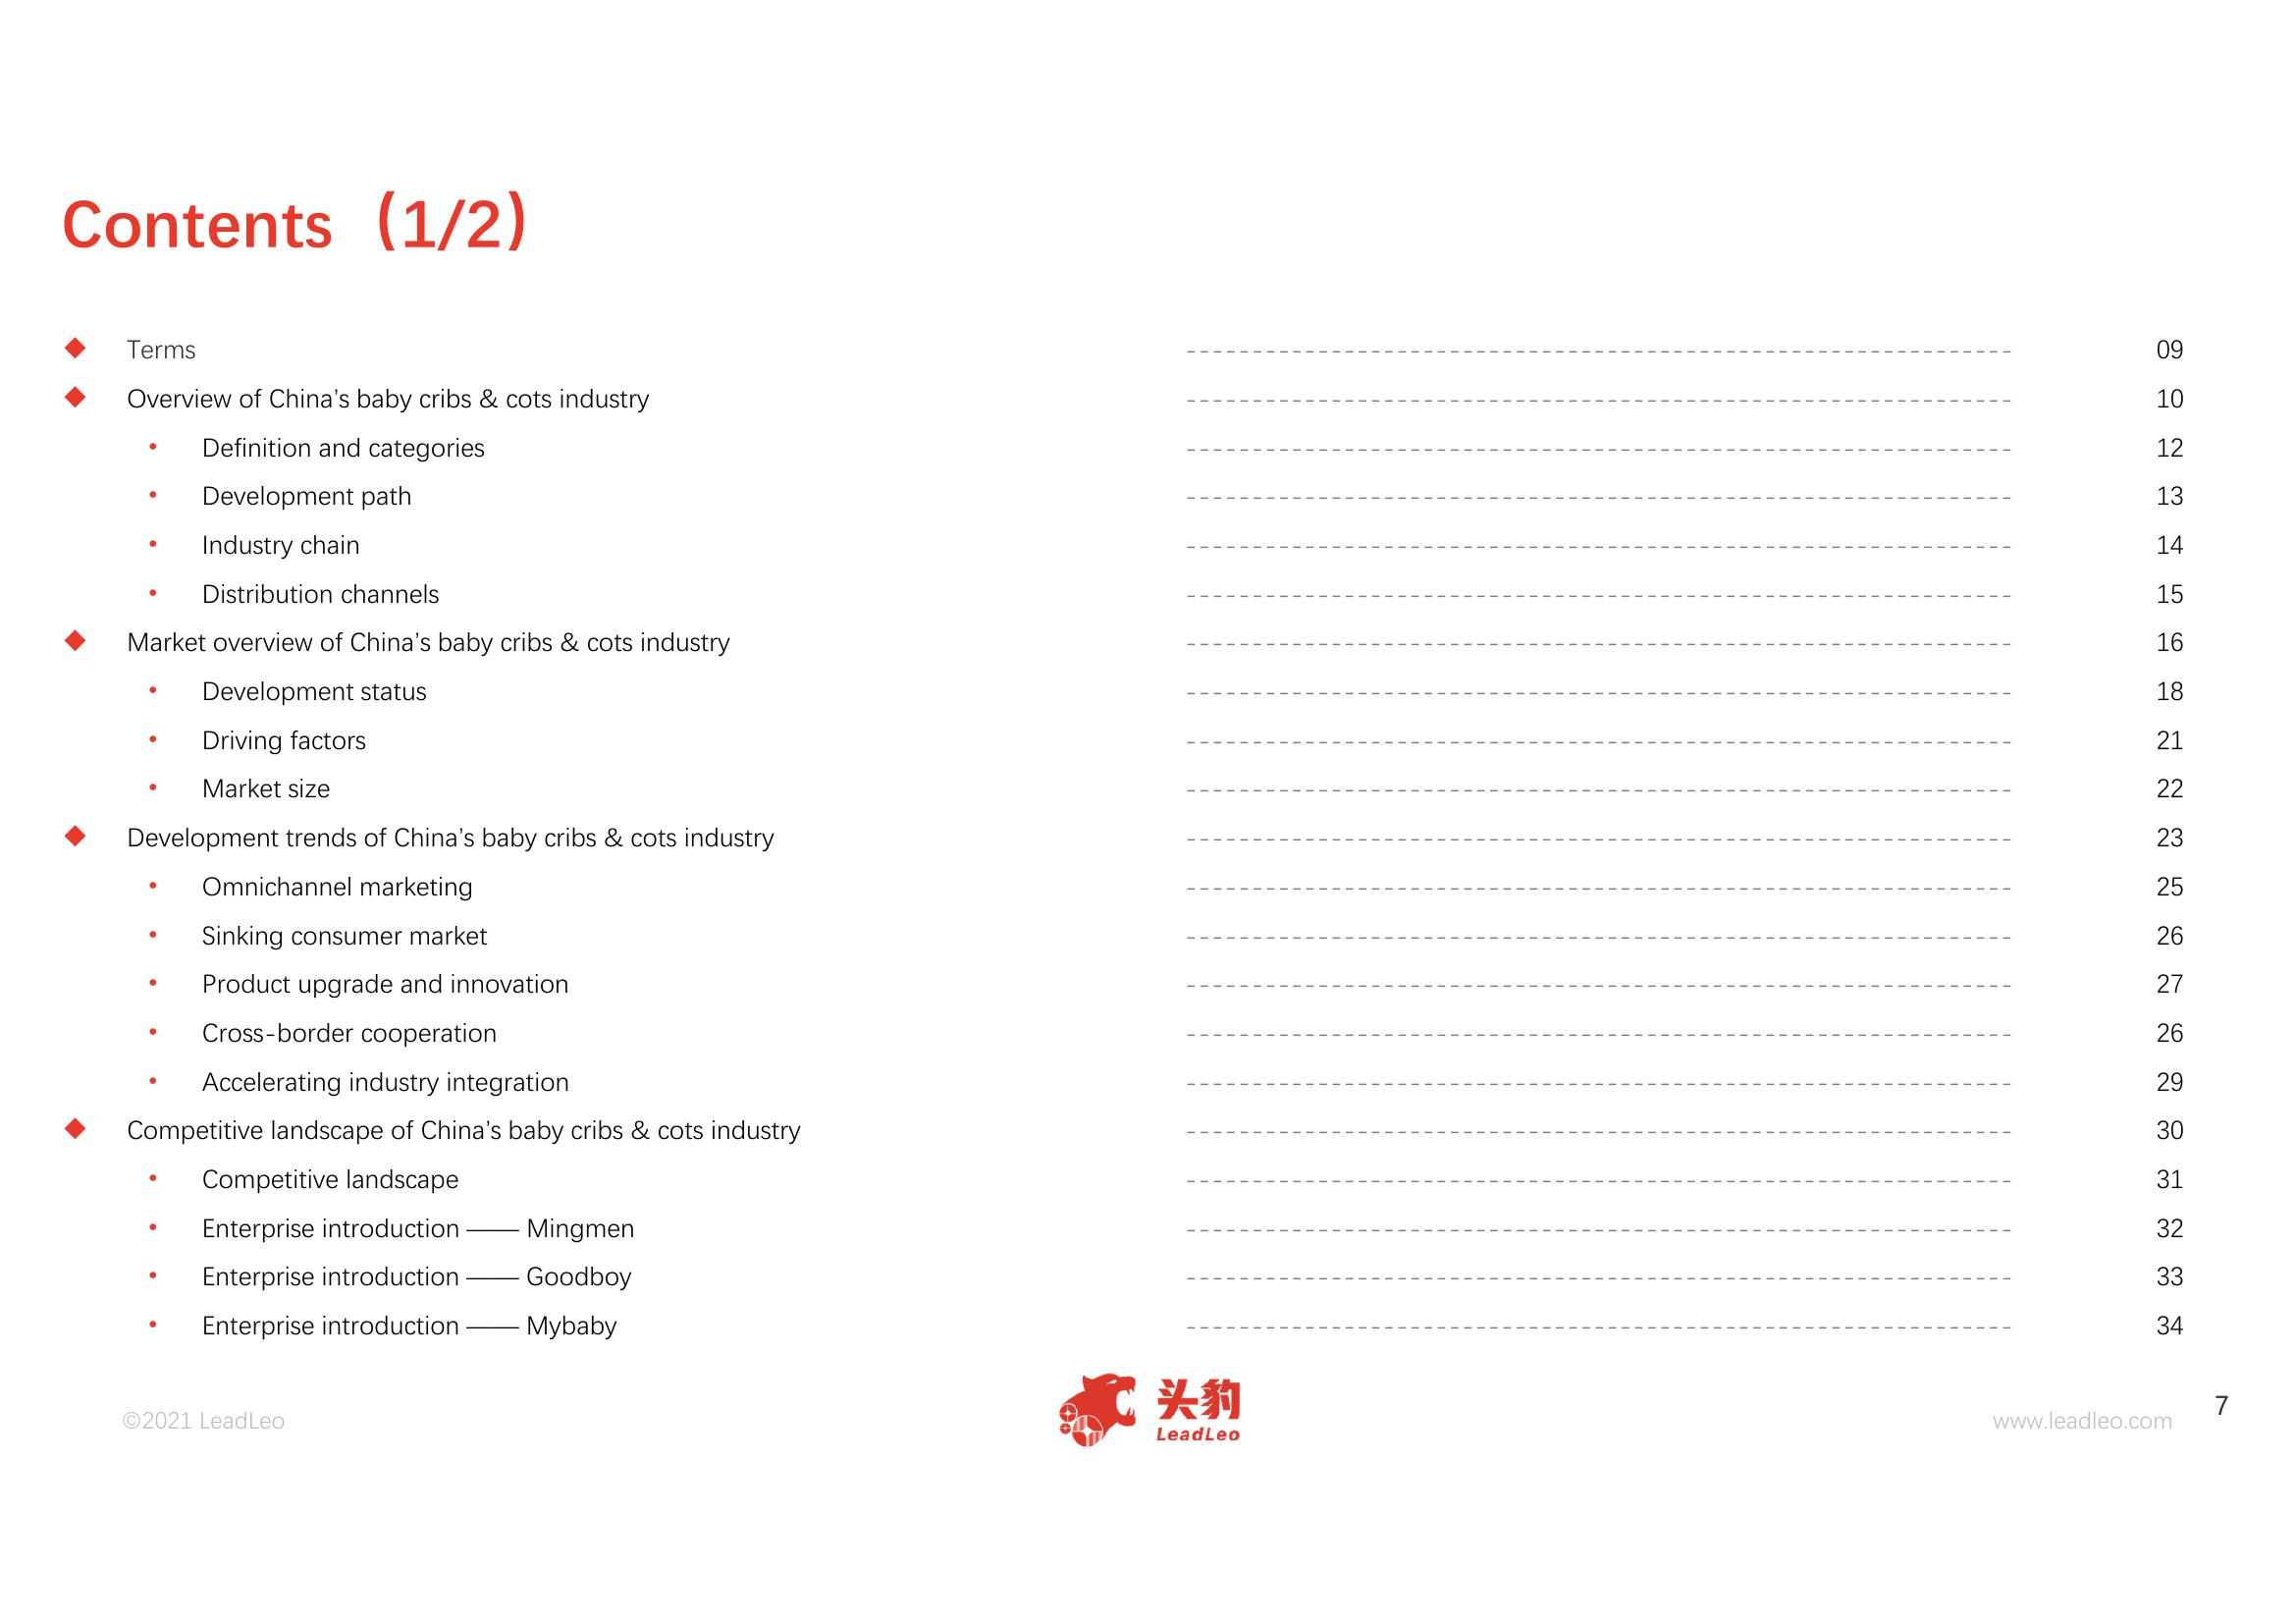 Contents（1/2）
Terms 09
Overview of China’s baby cribs & cots industry 10
Definition and categories 12
Development path 13
Industry chain 14
Distribution channels 15
Market overview of China’s baby cribs & cots industry 16
Development status 18
Driving factors 21
Market size 22
Development trends of China’s baby cribs & cots industry 23
Omnichannel marketing 25
Sinking consumer market 26
Product upgrade and innovation 27
Cross-border cooperation 26
Accelerating industry integration 29
Competitive landscape of China’s baby cribs & cots industry 30
Competitive landscape 31
Enterprise introduction —— Mingmen 32
Enterprise introduction —— Goodboy 33
Enterprise introduction —— Mybaby 34
©2021 LeadLeo
头豹
LeadLeo
www.leadleo.com
7